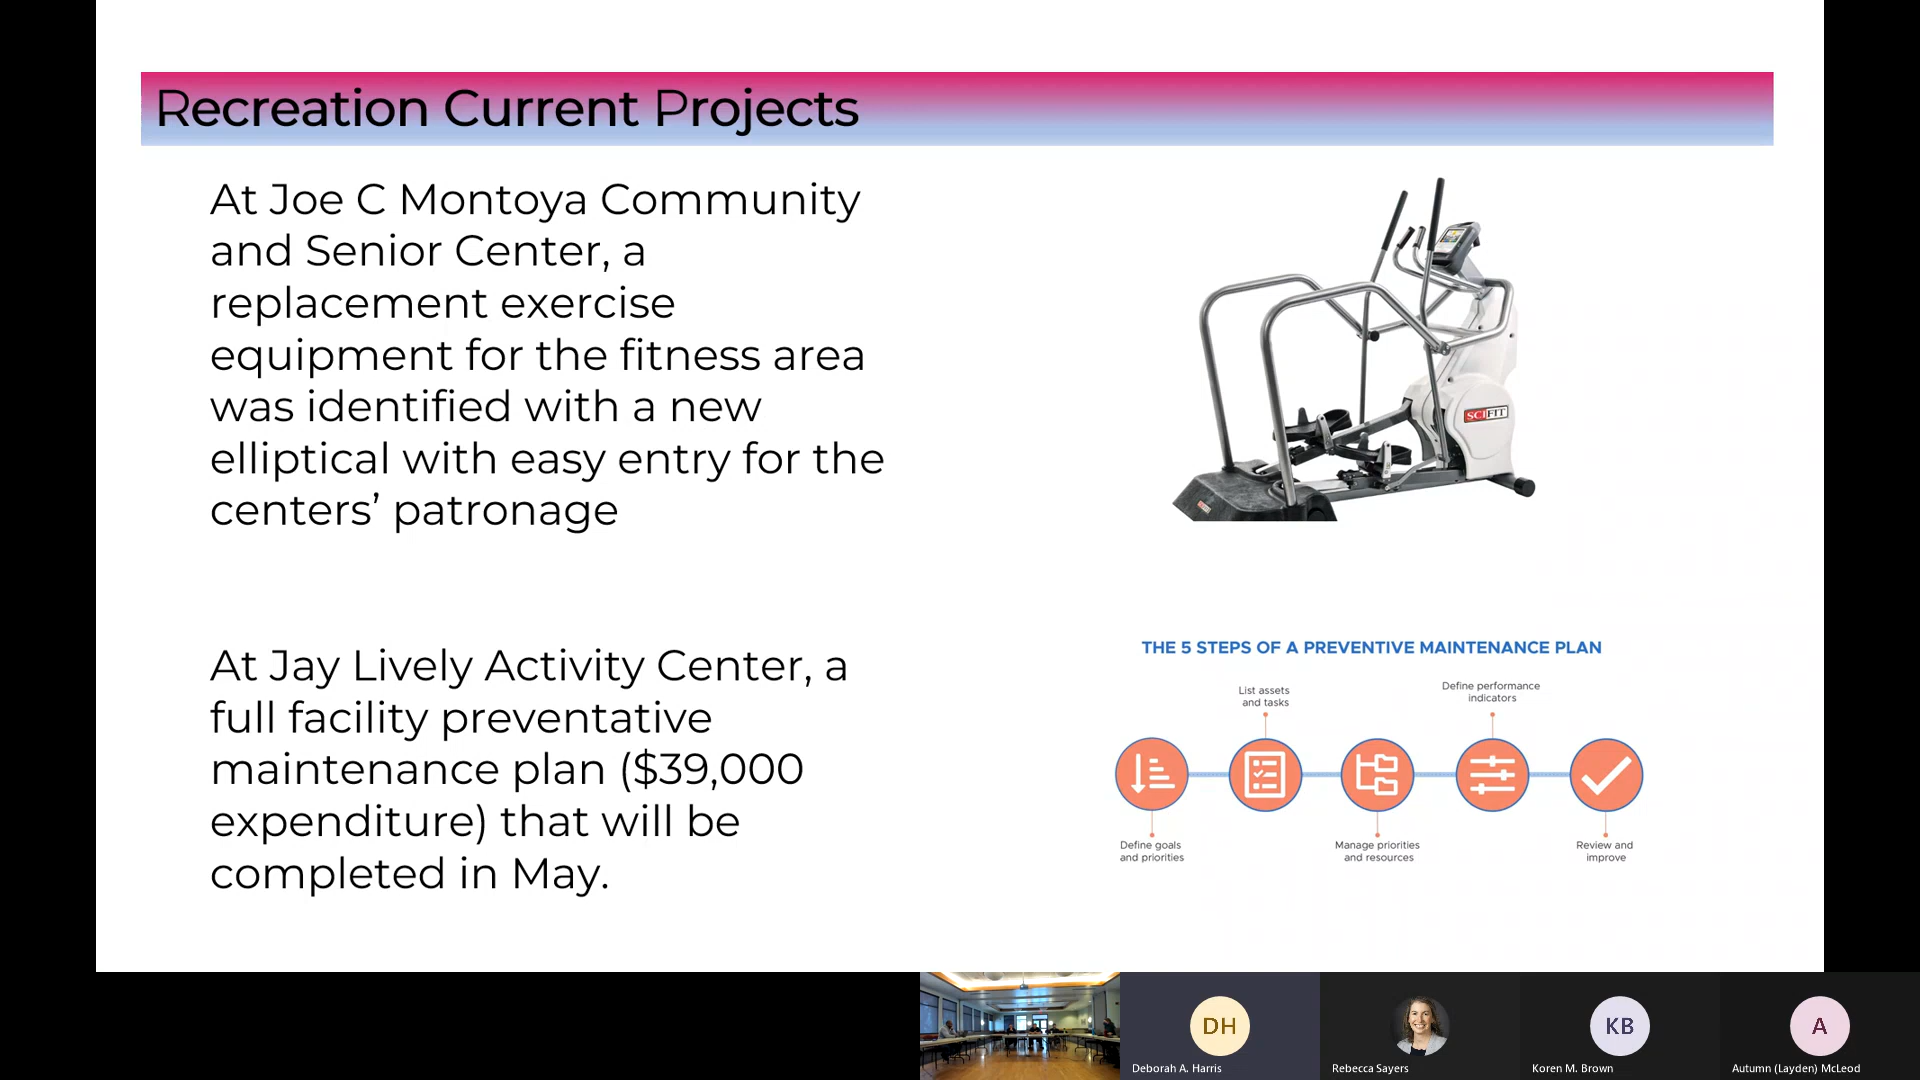 Recreation Current Projects
At Joe C Montoya Community
and Senior Center, a
replacement exercise
equipment for the fitness area
was identified with a new
elliptical with easy entry for the
centers’ patronage
SCIFIT
At Jay Lively Activity Center, a
full facility preventative
maintenance plan ($39,000
expenditure) that will be
completed in May.
THE 5 STEPS OF A PREVENTIVE MAINTENANCE PLAN
List assets
and tasks
Define performance
indicators
Define goals
and priorities
Manage priorities
and resources
Review and
improve
DH
KB
A
Deborah A. Harris
Rebecca Sayers
Koren M. Brown
Autumn (Layden) McLeod